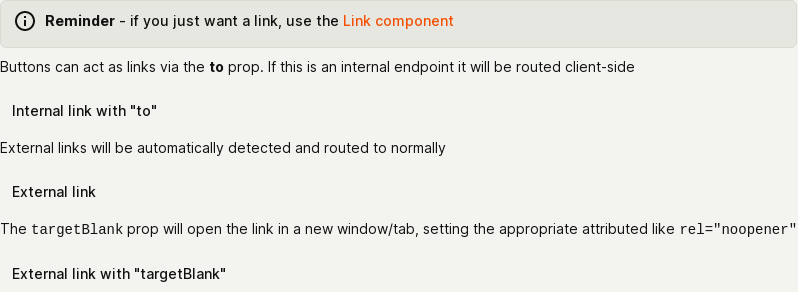 Reminder - if you just want a link, use the Link component
Buttons can act as links via the to prop. If this is an internal endpoint it will be routed client-side
Internal link with "to"
External links will be automatically detected and routed to normally
External link
The targetBlank prop will open the link in a new window/tab, setting the appropriate attributed like rel="noopener"
External link with "targetBlank"